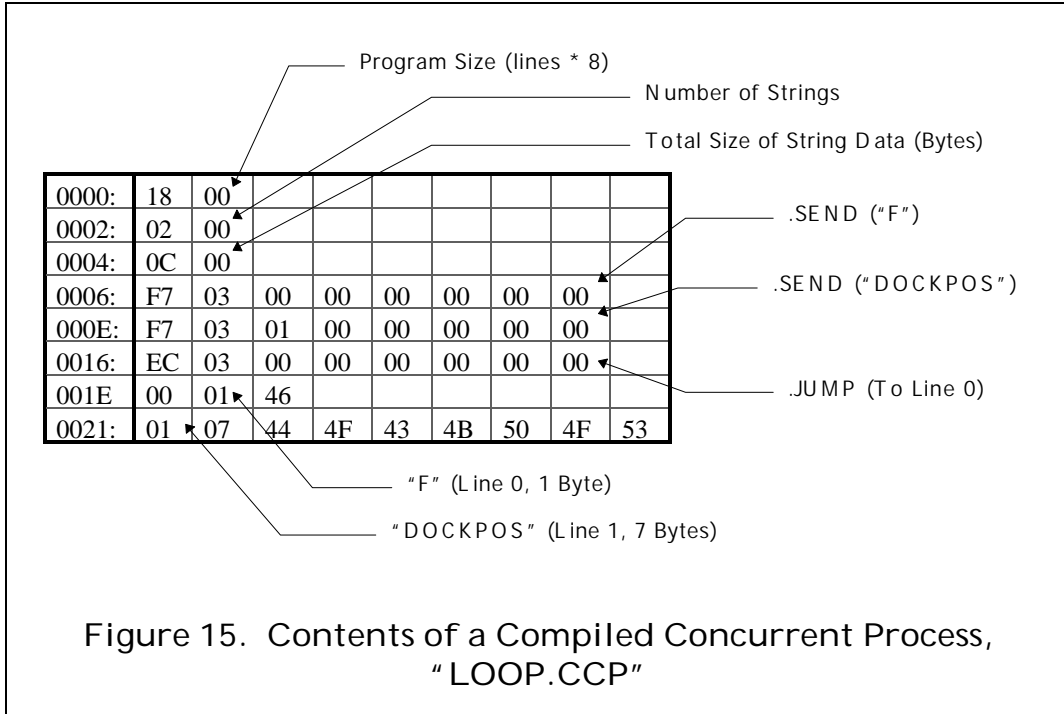 Program Size (lines * 8)
Number of Strings
Total Size of String Data (Bytes)
0000: 18 00
0002: 02 00
0004: 0C 00
0006: F7 03 00 00 00 00 00 00
000E: F7 03 01 00 00 00 00 00
0016: EC 03 00 00 00 00 00 00
001E 00 01 46
0021: 01 07 44 4F 43 4B 50 4F 53
.SEND ("F")
.SEND ("DOCKPOS")
.JUMP (To Line 0)
"F" (Line 0, 1 Byte)
"DOCKPOS" (Line 1, 7 Bytes)
Figure 15. Contents of a Compiled Concurrent Process,
"LOOP.CCP"